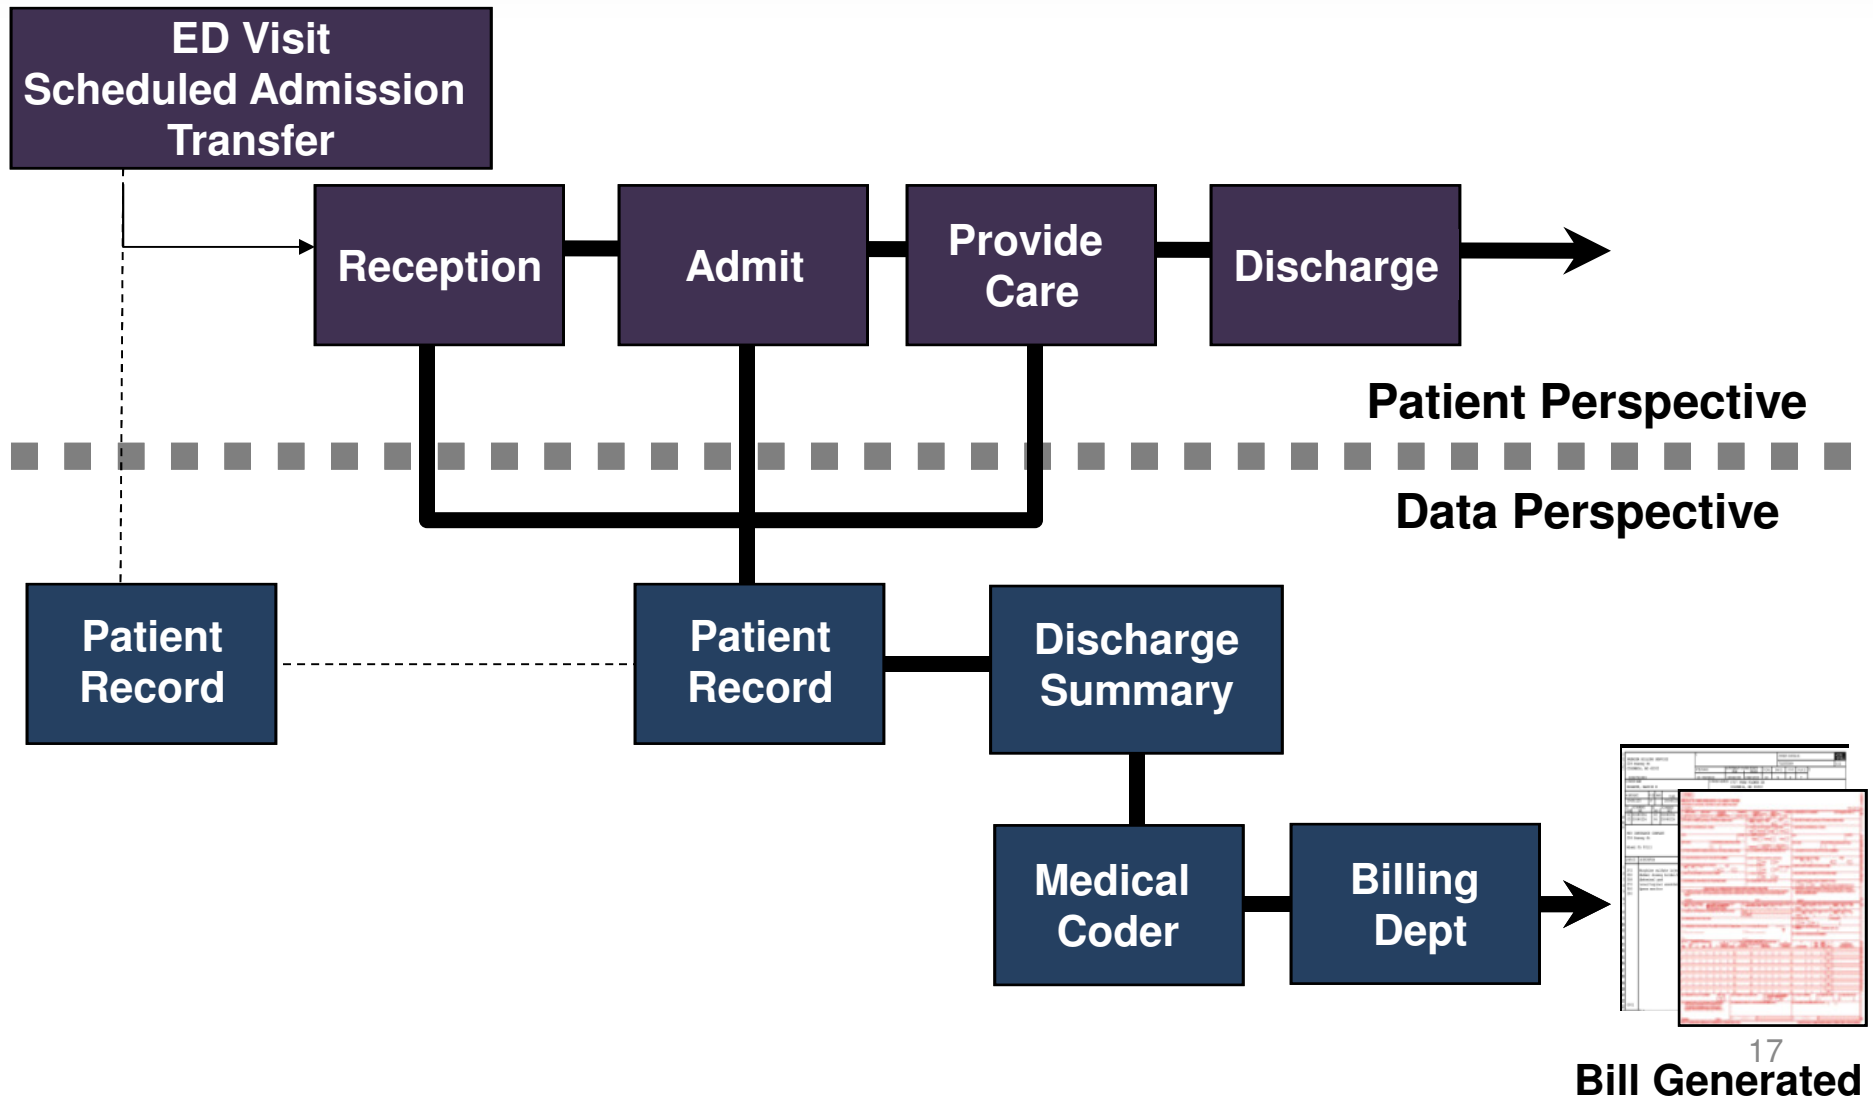 ED Visit
Scheduled Admission
Transfer
Reception
Admit
Provide
Care
Discharge
Patient Perspective
Data Perspective
Patient
Record
Patient
Record
Discharge
Summary
Medical
Coder
Billing
Dept
17
Bill Generated